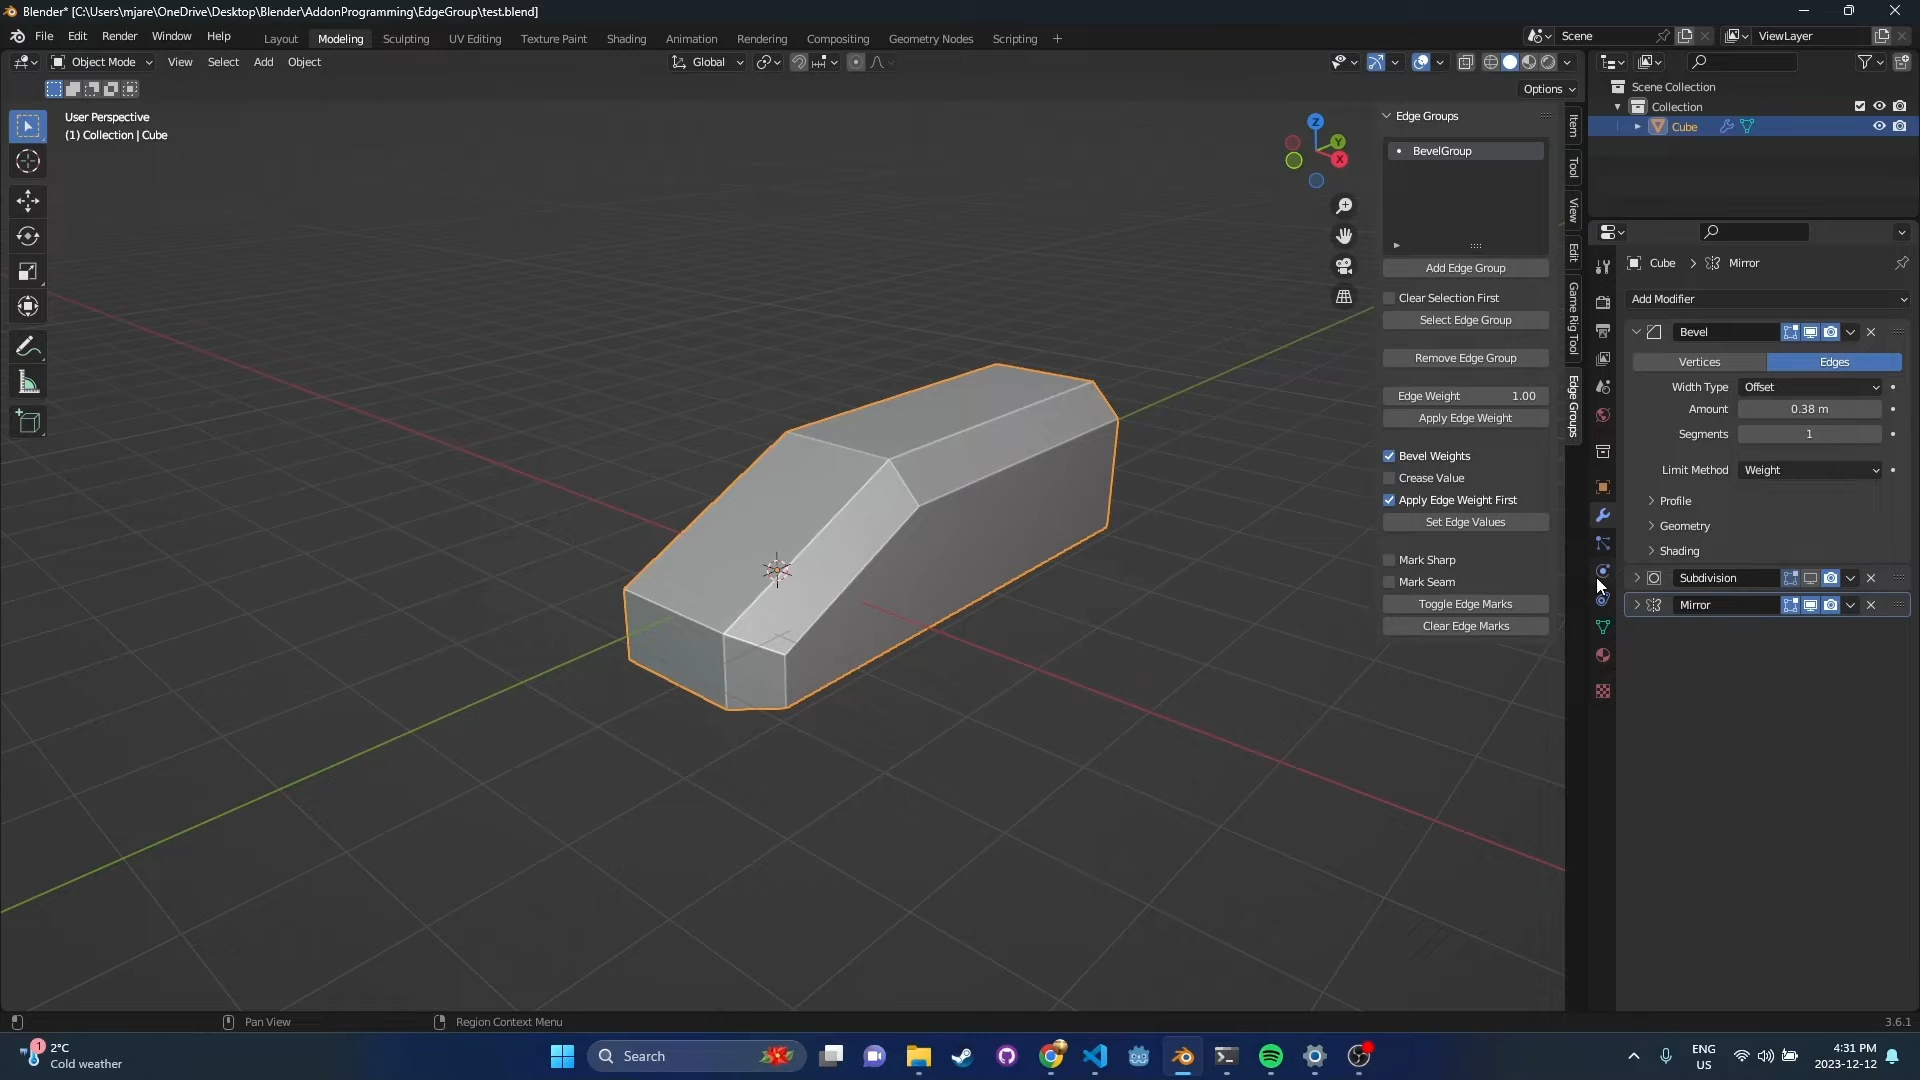 Blender* [C:\Users\mjare\OneDrive\Desktop\Blender\AddonProgramming\EdgeGroup\test.blend]
File Edit Render Window Help Layout Modeling Sculpting UV Editing Texture Paint Shading Animation Rendering Compositing Geometry Nodes Scripting Scene ViewLayer
Object Mode View Select Add Object Global
Options
User Perspective
(1) Collection | Cube
Z
Y
X
Edge Groups
BevelGroup
Add Edge Group
Clear Selection First
Select Edge Group
Remove Edge Group
Edge Weight 1.00
Apply Edge Weight
Bevel Weights
Crease Value
Apply Edge Weight First
Set Edge Values
Mark Sharp
Mark Seam
Toggle Edge Marks
Clear Edge Marks
Item
Tool
View
Edit
Game Rig Tool
Edge Groups
Scene Collection
Collection
Cube
Cube Mirror
Add Modifier
Bevel
Vertices Edges
Width Type Offset
Amount 0.38 m
Segments 1
Limit Method Weight
Profile
Geometry
Shading
Subdivision
Mirror
Pan View Region Context Menu 3.6.1
1
2°C
Cold weather
Search
ENG
US
4:31 PM
2023-12-12